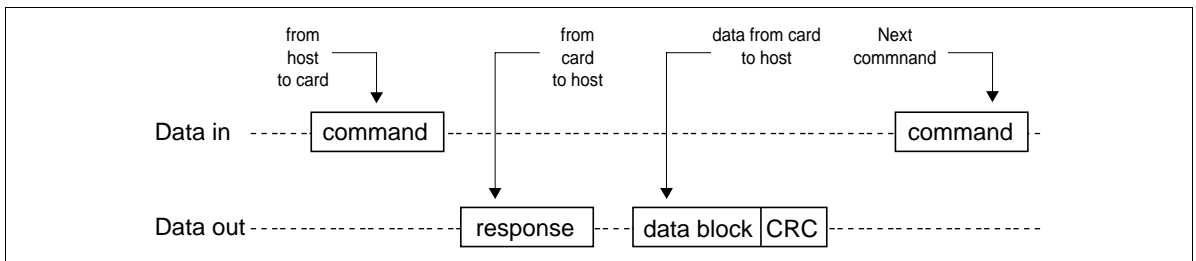 from
host
to card
from
card
to host
data from card
to host
Next
commnand
Data in
command
command
Data out
response
data block
CRC